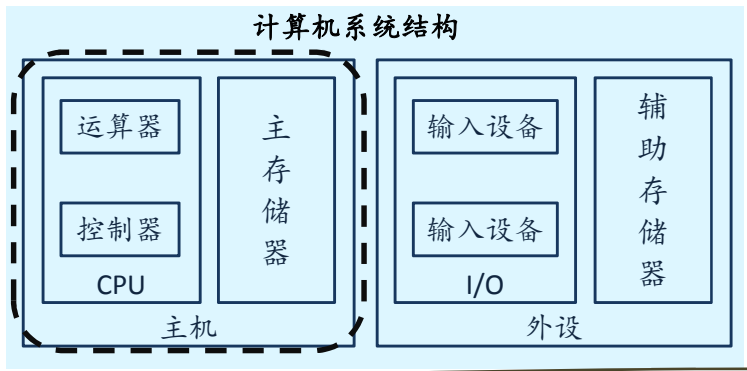 计算机系统结构
运算器
控制器
CPU
主存储器
主机
输入设备
输入设备
I/O
辅助存储器
外设